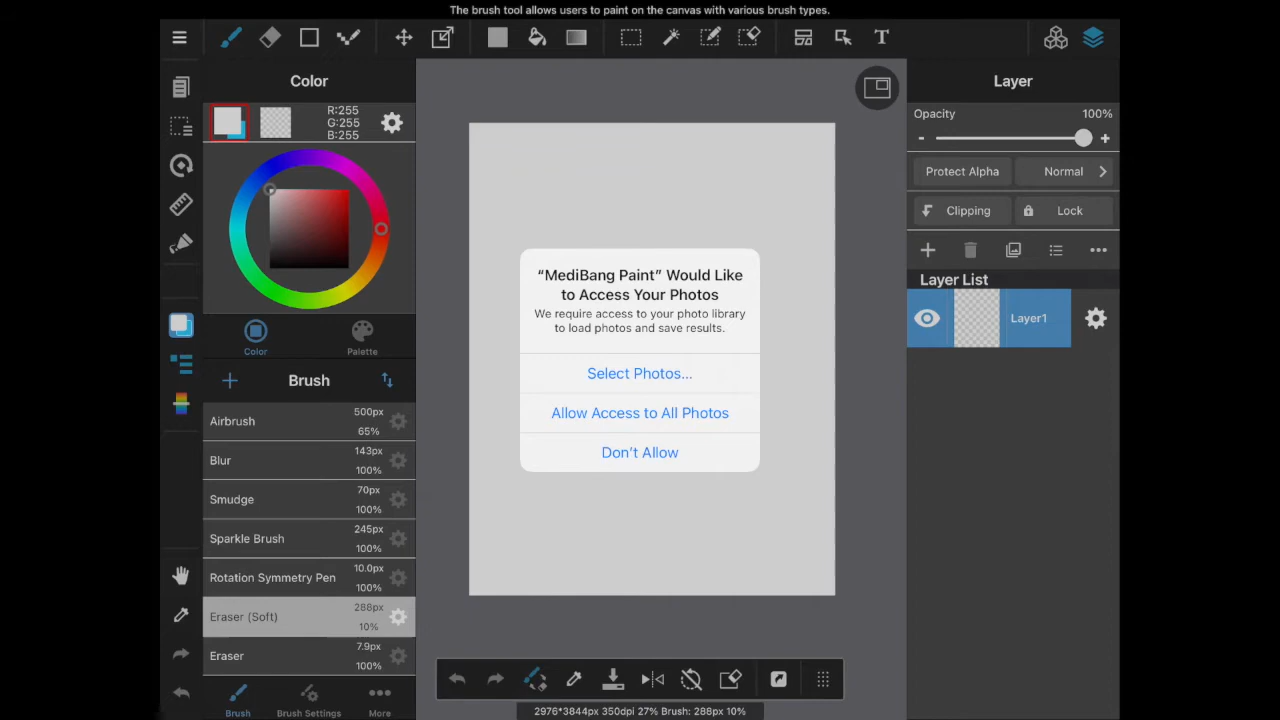 The brush tool allows users to paint on the canvas with various brush types.
T
Color
R:255
G:255
B:255
Color
Palette
Brush
Airbrush
500px
65%
Blur
143px
100%
Smudge
70px
100%
Sparkle Brush
245px
100%
Rotation Symmetry Pen
10.0px
100%
Eraser (Soft)
288px
10%
Eraser
7.9px
100%
Brush
Brush Settings
More
“MediBang Paint” Would Like
to Access Your Photos
We require access to your photo library
to load photos and save results.
Select Photos...
Allow Access to All Photos
Don’t Allow
2976*3844px 350dpi 27% Brush: 288px 10%
Layer
Opacity 100%
- +
Protect Alpha
Normal
Clipping
Lock
Layer List
Layer1